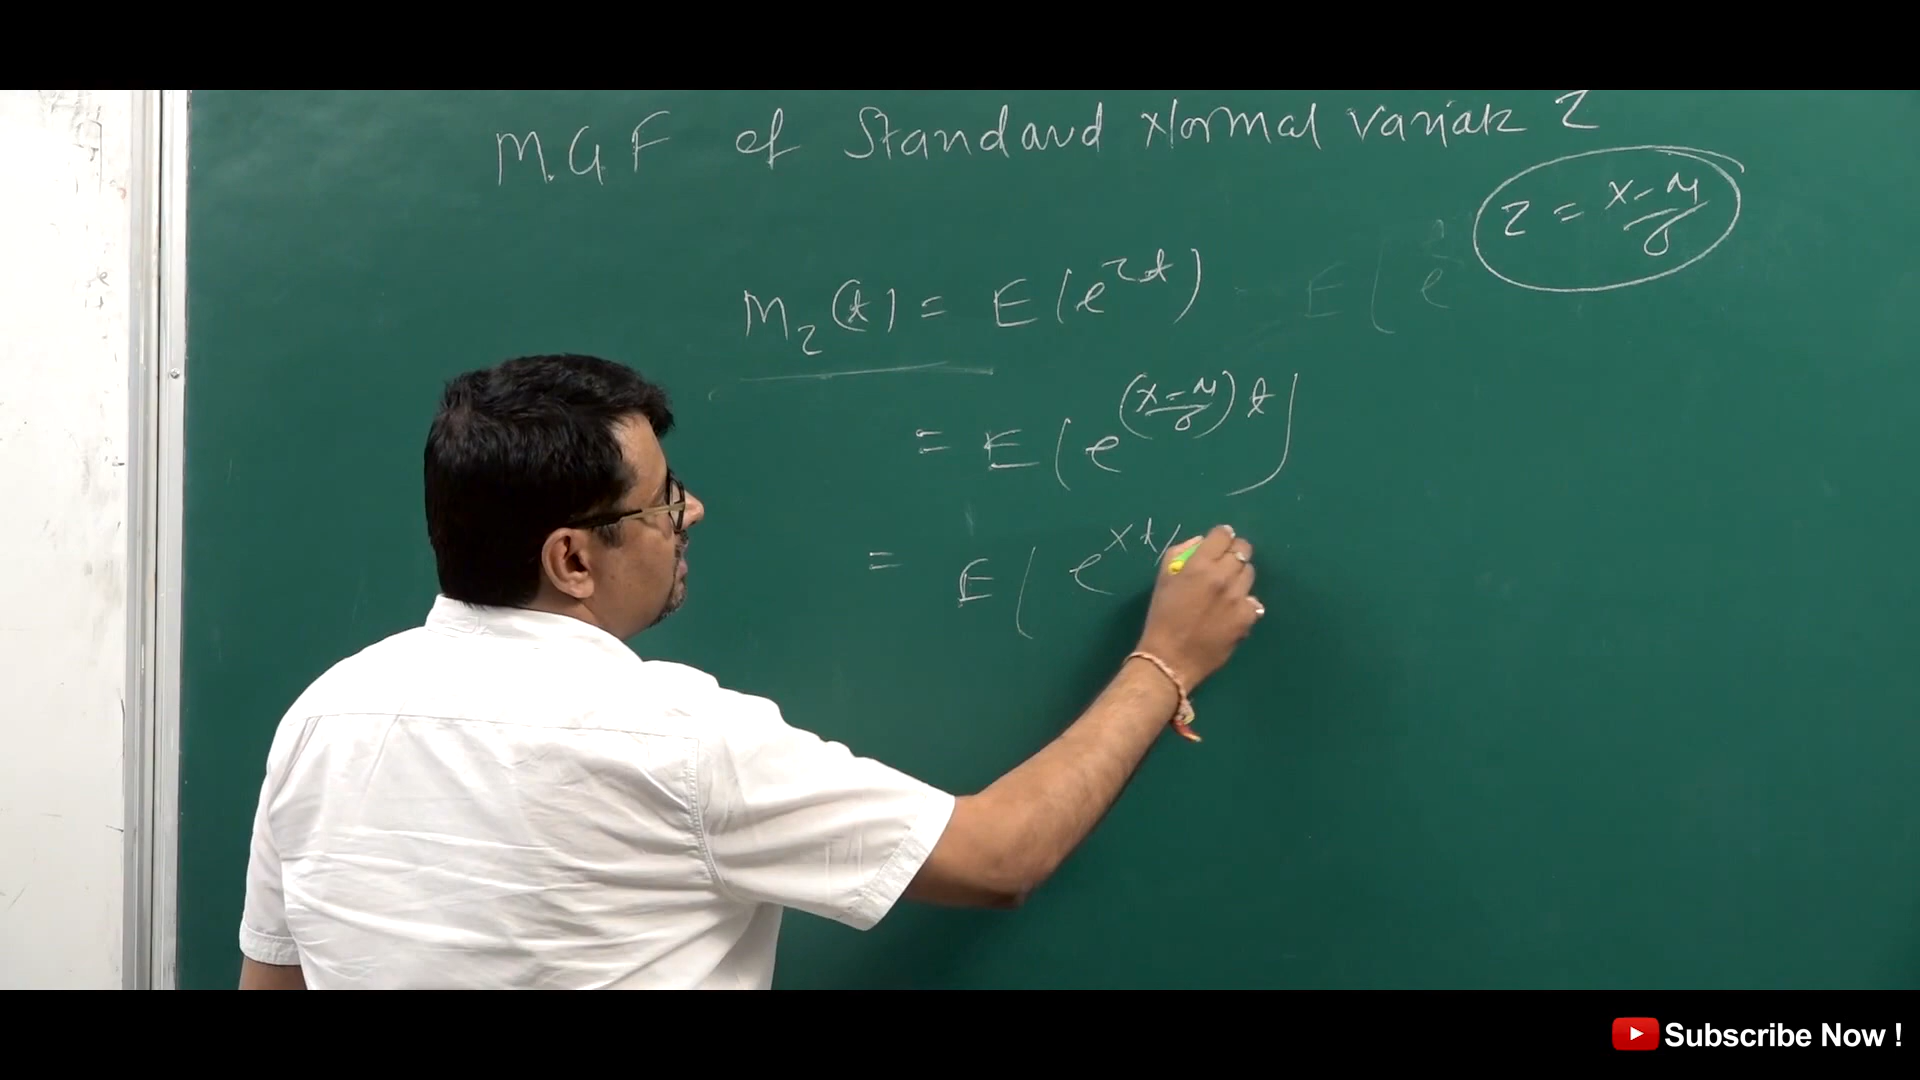 M.G.F of Standard Normal Variate Z
Z = (X-μ)/σ
M_Z(t) = E(e^{Zt})
= E(e^{((X-μ)/σ)t})
= E( e^{Xt/
Subscribe Now !